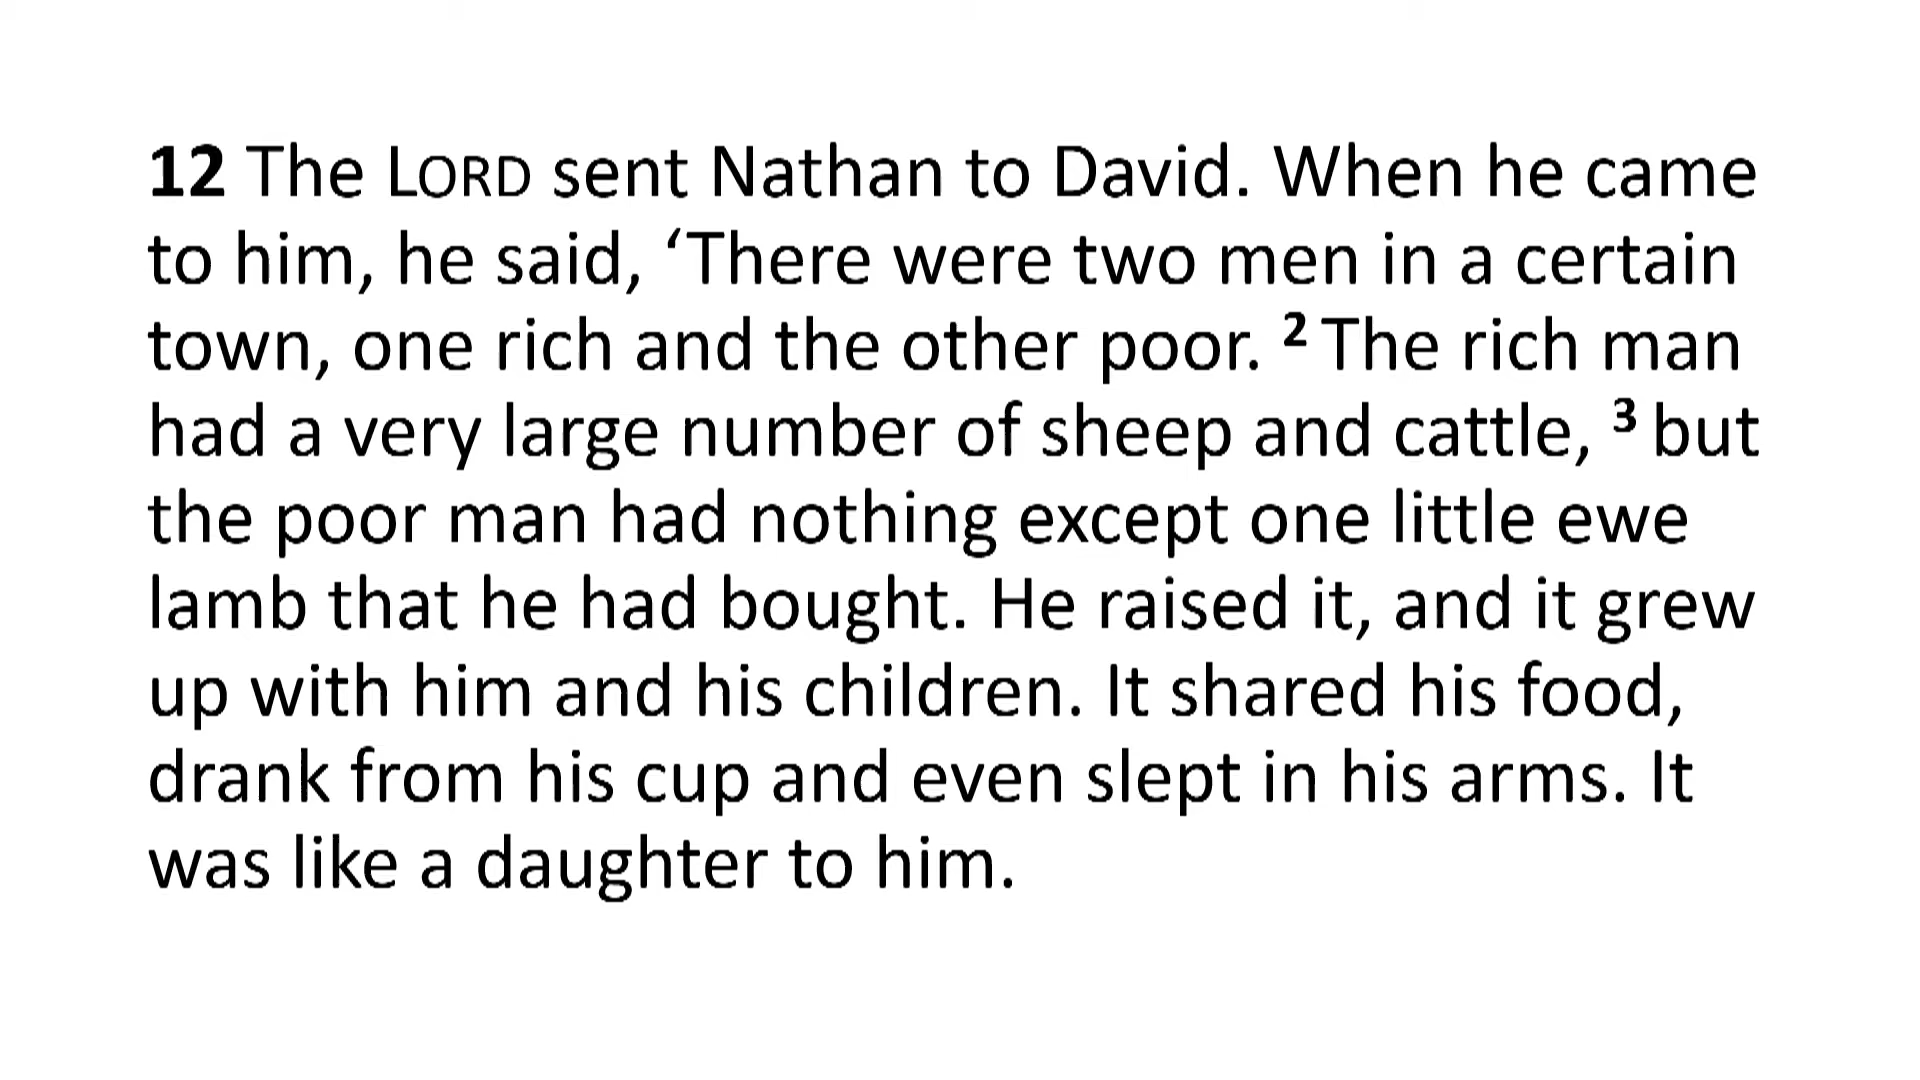 12 The LORD sent Nathan to David. When he came
to him, he said, ‘There were two men in a certain
town, one rich and the other poor. 2 The rich man
had a very large number of sheep and cattle, 3 but
the poor man had nothing except one little ewe
lamb that he had bought. He raised it, and it grew
up with him and his children. It shared his food,
drank from his cup and even slept in his arms. It
was like a daughter to him.